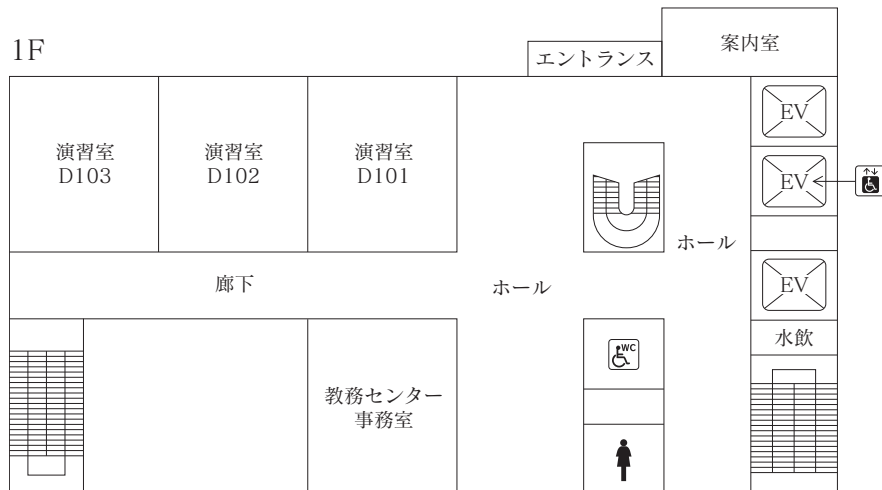 1F
エントランス
案内室
演習室
D103
演習室
D102
演習室
D101
EV
EV
ホール
廊下
ホール
EV
水飲
WC
教務センター
事務室